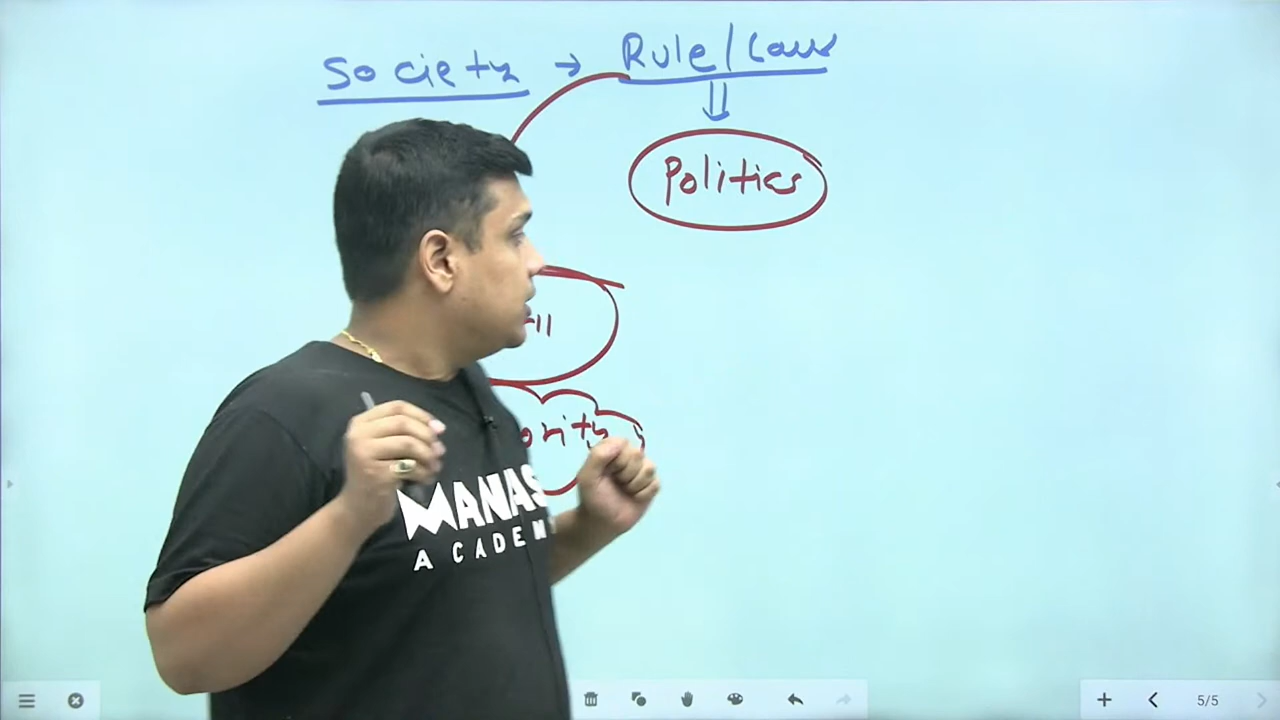 Society → Rule/Law
⇓
Politics
MANAS
ACADEM
5/5